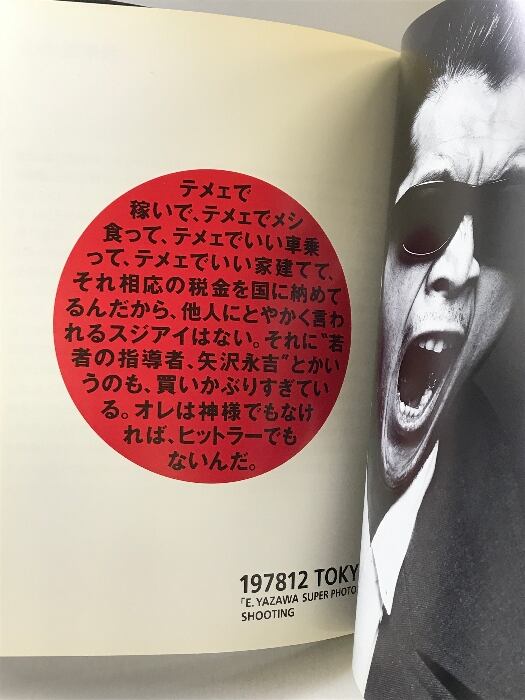 テメェで
稼いで、テメェでメシ
食って、テメェでいい車乗
って、テメェでいい家建てて、
それ相応の税金を国に納めて
るんだから、他人にとやかく言わ
れるスジアイはない。それに“若
者の指導者、矢沢永吉”とかい
うのも、買いかぶりすぎてい
る。オレは神様でもなけ
れば、ヒットラーでも
ないんだ。
197812 TOKY
「E. YAZAWA SUPER PHOTO
SHOOTING